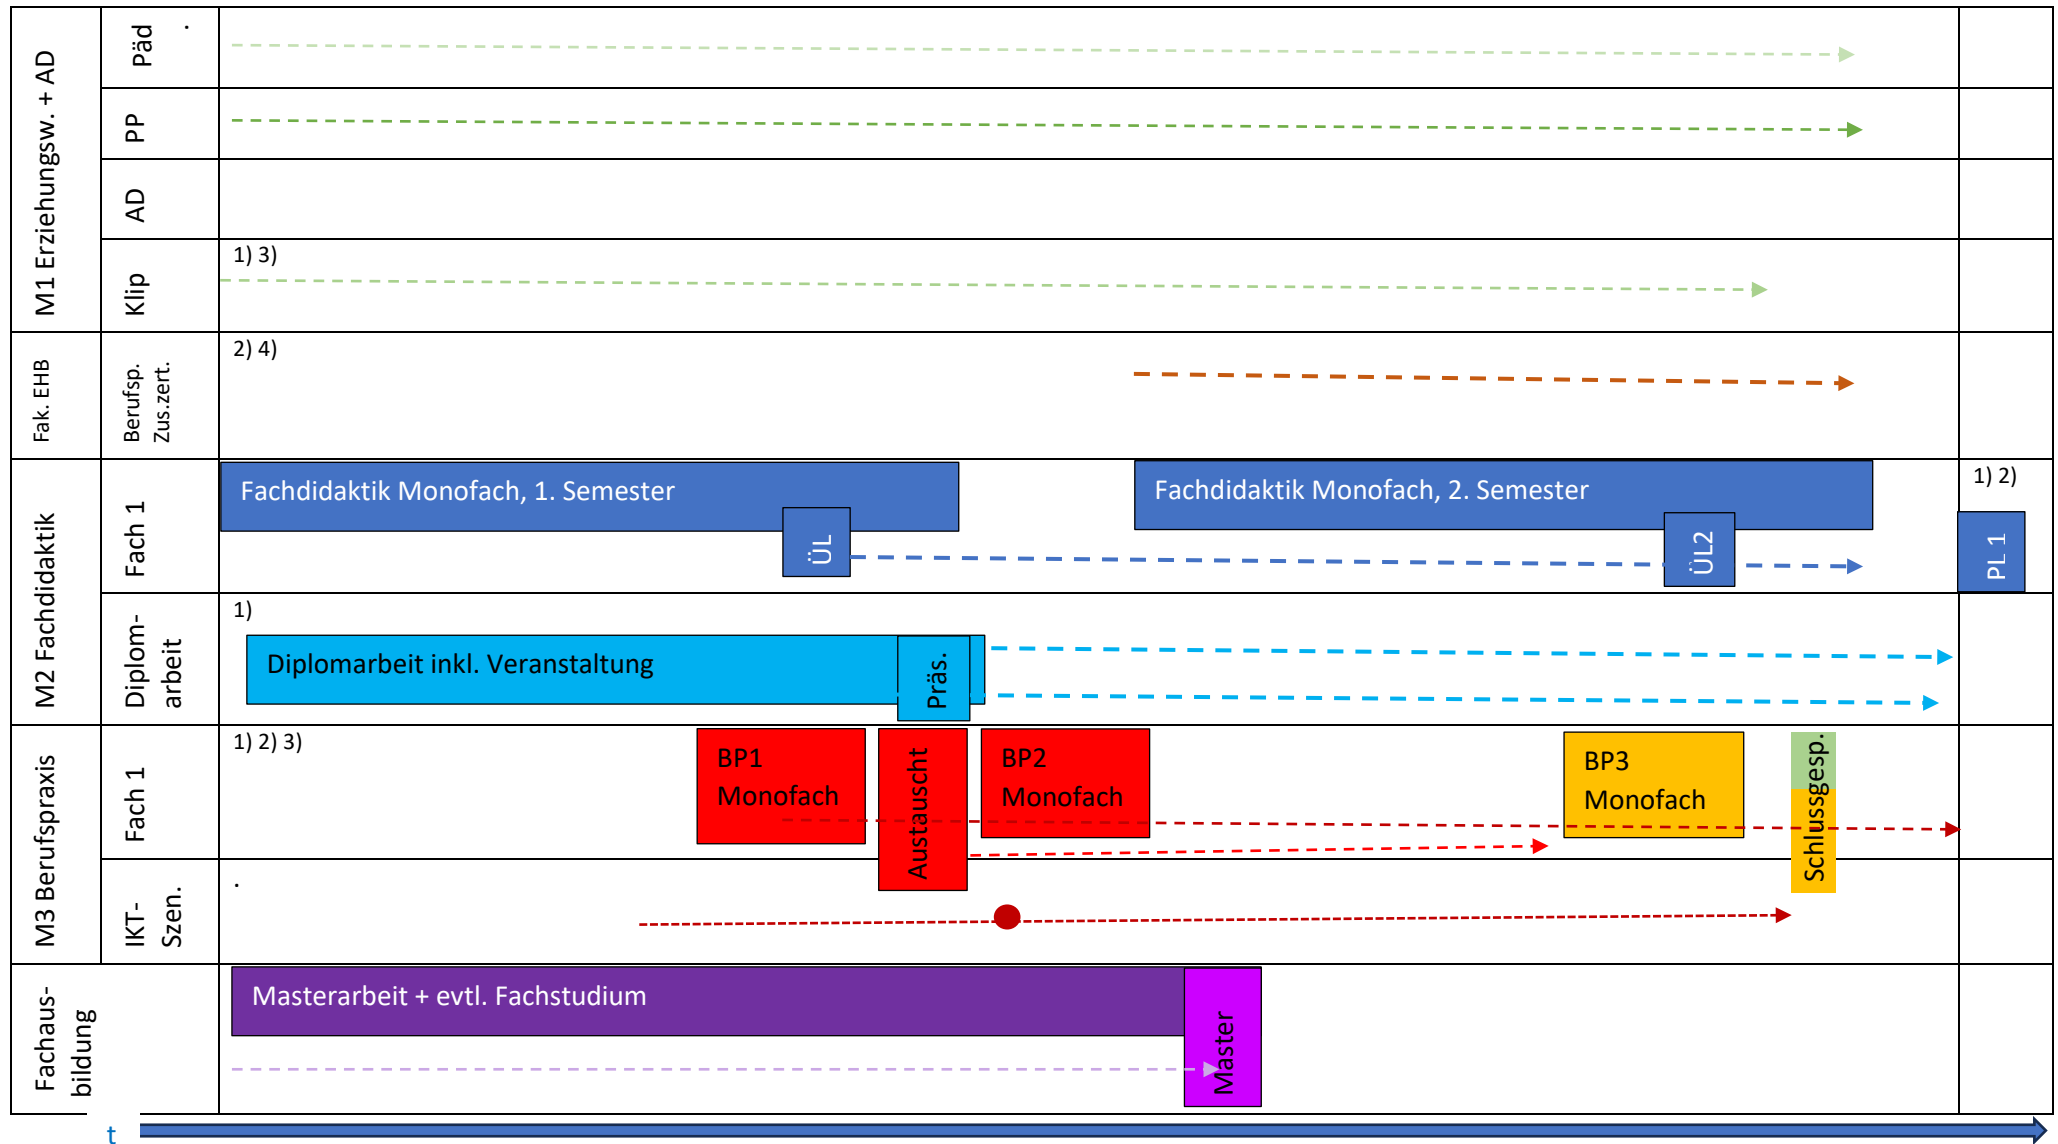 M1 Erziehungsw. + AD
Päd
.
PP
AD
Klip
1) 3)
Fak. EHB
Berufsp.
Zus.zert.
2) 4)
M2 Fachdidaktik
Fach 1
Fachdidaktik Monofach, 1. Semester
ÜL
Fachdidaktik Monofach, 2. Semester
ÜL2
1) 2)
PL 1
Diplom-
arbeit
1)
Diplomarbeit inkl. Veranstaltung
Präs.
M3 Berufspraxis
Fach 1
1) 2) 3)
BP1
Monofach
Austauscht
BP2
Monofach
BP3
Monofach
Schlussgesp.
IKT-
Szen.
.
Fachaus-
bildung
Masterarbeit + evtl. Fachstudium
Master
t